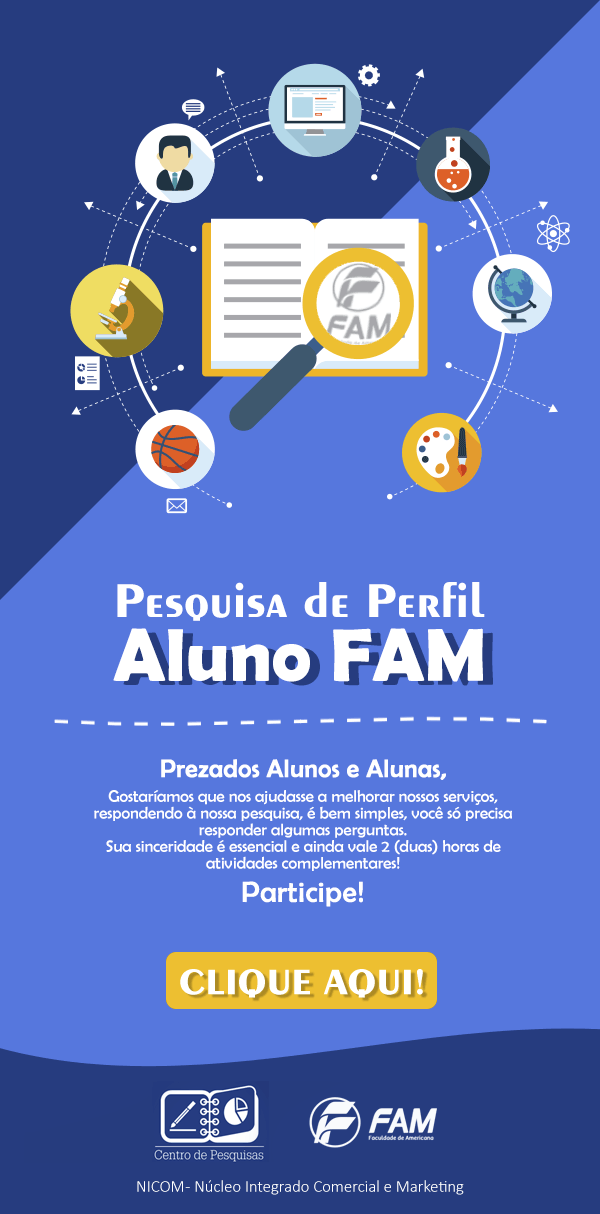 FAM
Pesquisa de Perfil
Aluno FAM
Prezados Alunos e Alunas,
Gostaríamos que nos ajudasse a melhorar nossos serviços,
respondendo à nossa pesquisa, é bem simples, você só precisa
responder algumas perguntas.
Sua sinceridade é essencial e ainda vale 2 (duas) horas de
atividades complementares!
Participe!
CLIQUE AQUI!
Centro de Pesquisas
FAM
Faculdade de Americana
NICOM- Núcleo Integrado Comercial e Marketing